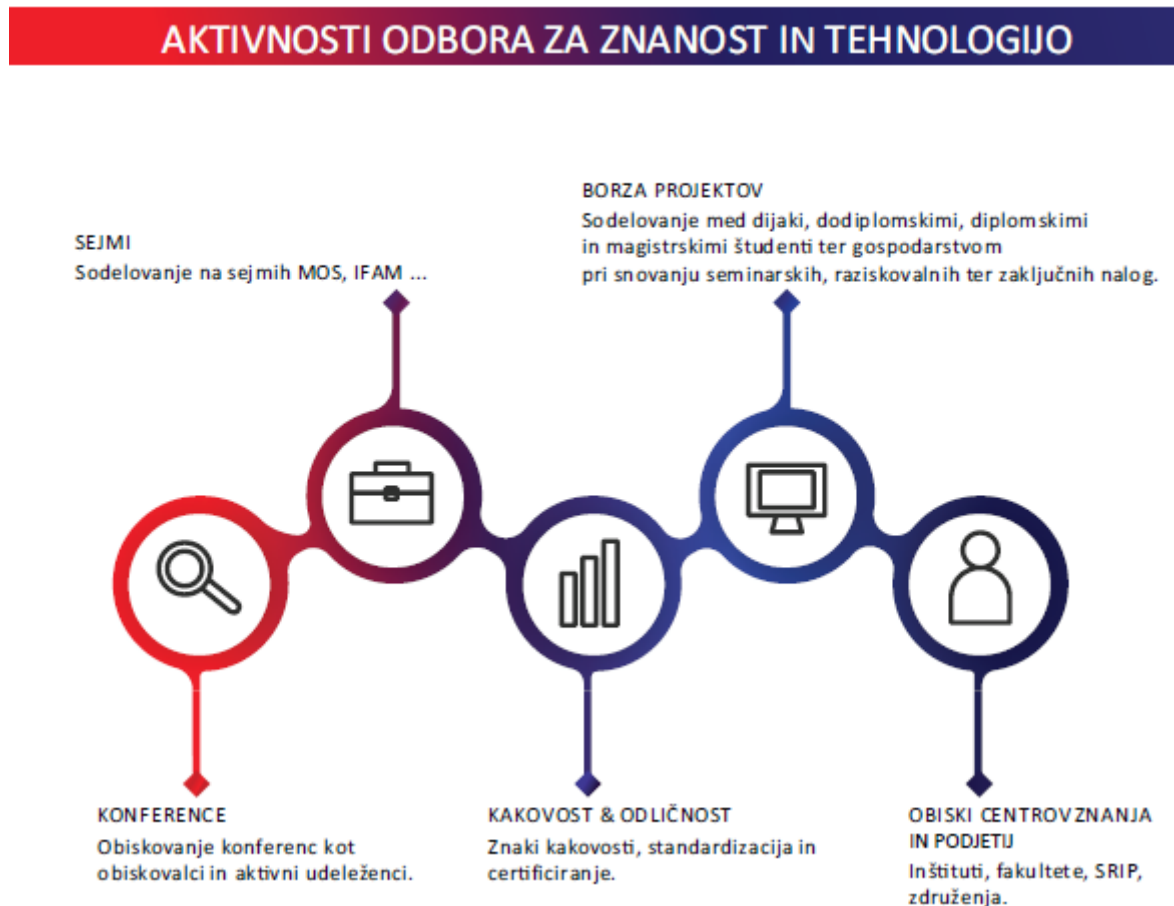 AKTIVNOSTI ODBORA ZA ZNANOST IN TEHNOLOGIJO
SEJMI
Sodelovanje na sejmih MOS, IFAM ...
BORZA PROJEKTOV
Sodelovanje med dijaki, dodiplomskimi, diplomskimi
in magistrskimi študenti ter gospodarstvom
pri snovanju seminarskih, raziskovalnih ter zaključnih nalog.
KONFERENCE
Obiskovanje konferenc kot
obiskovalci in aktivni udeleženci.
KAKOVOST & ODLIČNOST
Znaki kakovosti, standardizacija in
certificiranje.
OBISKI CENTROV ZNANJA
IN PODJETIJ
Inštituti, fakultete, SRIP,
združenja.